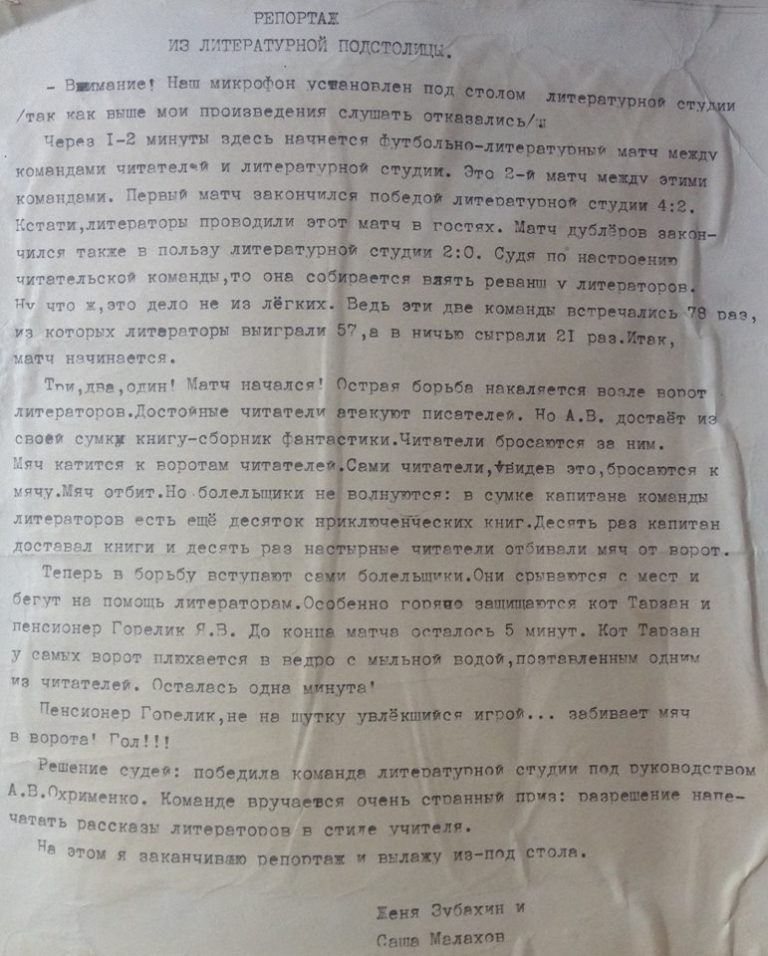 РЕПОРТАЖ
ИЗ ЛИТЕРАТУРНОЙ ПОДСТОЛИЦЫ.
- Внимание! Наш микрофон установлен под столом литературной студии
/так как выше мои произведения слушать отказались/
Через I-2 минуты здесь начнется футбольно-литературный матч между
командами читателей и литературной студии. Это 2-й матч между этими
командами. Первый матч закончился победой литературной студии 4:2.
Кстати,литераторы проводили этот матч в гостях. Матч дублёров закон-
чился также в пользу литературной студии 2:0. Судя по настроению
читательской команды,то она собирается взять реванш у литераторов.
Ну что ж,это дело не из лёгких. Ведь эти две команды встречались 78 раз,
из которых литераторы выиграли 57,а в ничью сыграли 2I раз.Итак,
матч начинается.
Три,два,один! Матч начался! Острая борьба накаляется возле ворот
литераторов.Достойные читатели атакуют писателей. Но А.В. достаёт из
своей сумки книгу-сборник фантастики.Читатели бросаются за ним.
Мяч катится к воротам читателей.Сами читатели,увидев это,бросаются к
мячу.Мяч отбит.Но болельщики не волнуются: в сумке капитана команды
литераторов есть ещё десяток приключенческих книг.Десять раз капитан
доставал книги и десять раз настырные читатели отбивали мяч от ворот.
Теперь в борьбу вступают сами болельщики.Они срываются с мест и
бегут на помощь литераторам.Особенно горячо защищаются кот Тарзан и
пенсионер Горелик Я.В. До конца матча осталось 5 минут. Кот Тарзан
у самых ворот плюхается в ведро с мыльной водой,поставленным одним
из читателей. Осталась одна минута!
Пенсионер Горелик,не на шутку увлёкшийся игрой... забивает мяч
в ворота! Гол!!!
Решение судей: победила команда литературной студии под руководством
А.В.Охрименко. Команде вручается очень странный приз: разрешение напе-
чатать рассказы литераторов в стиле учителя.
На этом я заканчиваю репортаж и вылажу из-под стола.
Женя Зубахин и
Саша Малахов